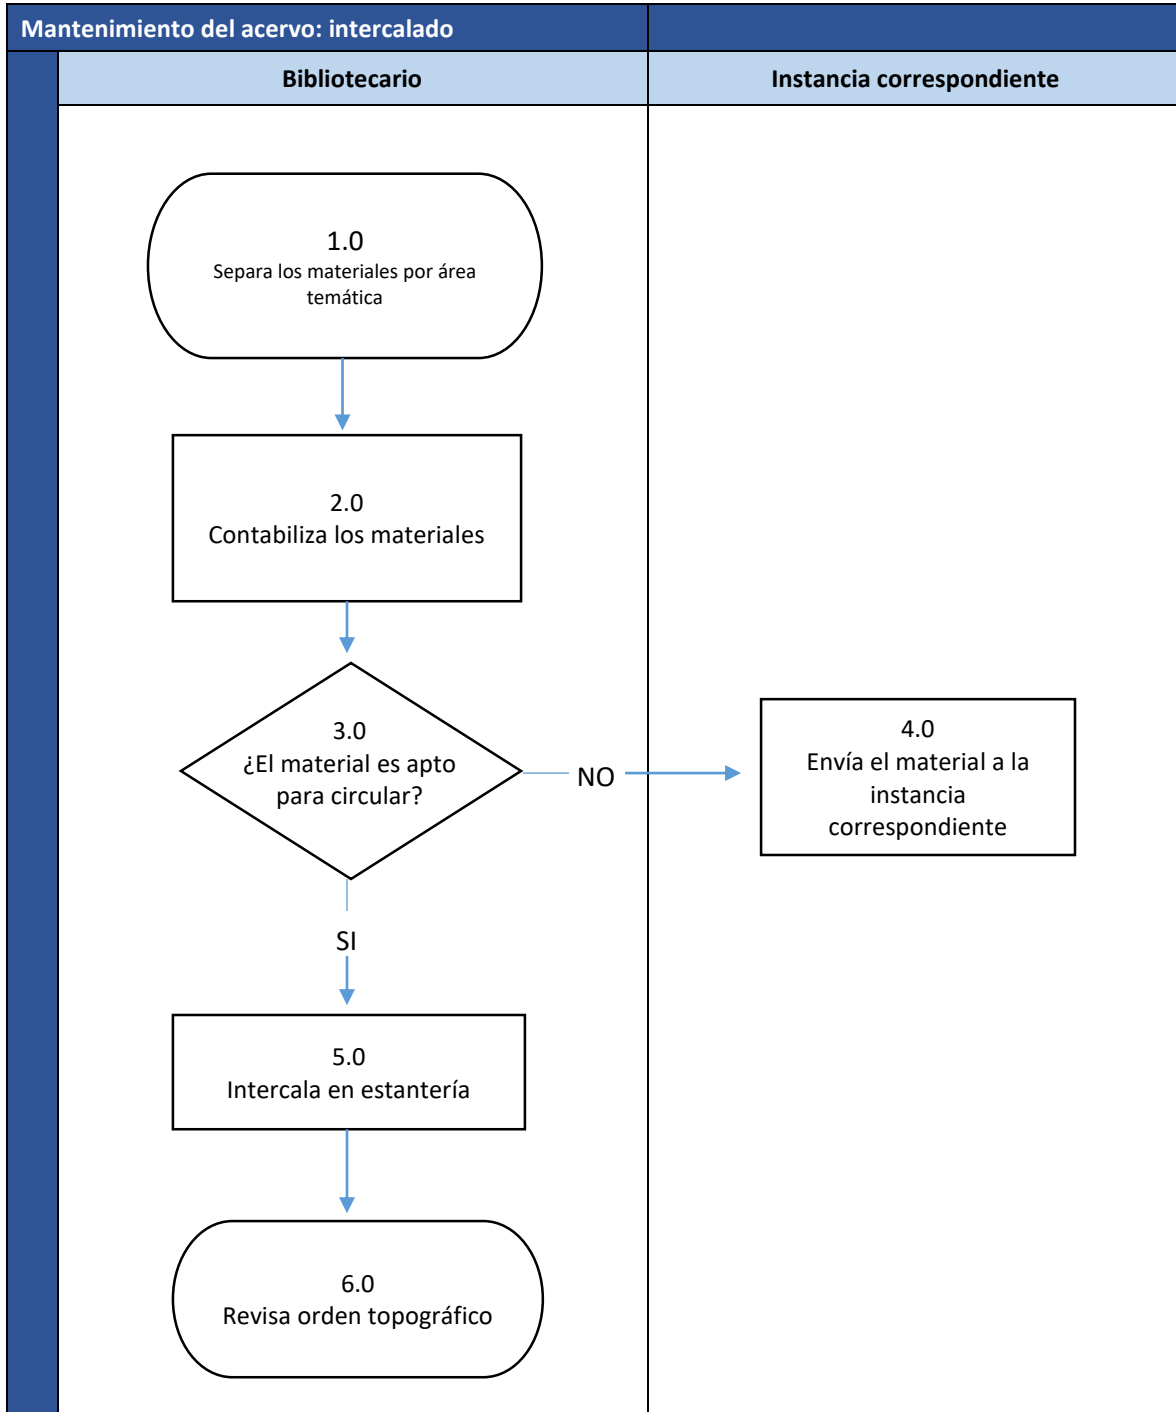 Mantenimiento del acervo: intercalado
Bibliotecario
Instancia correspondiente
1.0
Separa los materiales por área
temática
2.0
Contabiliza los materiales
3.0
¿El material es apto
para circular?
NO
4.0
Envía el material a la
instancia
correspondiente
SI
5.0
Intercala en estantería
6.0
Revisa orden topográfico